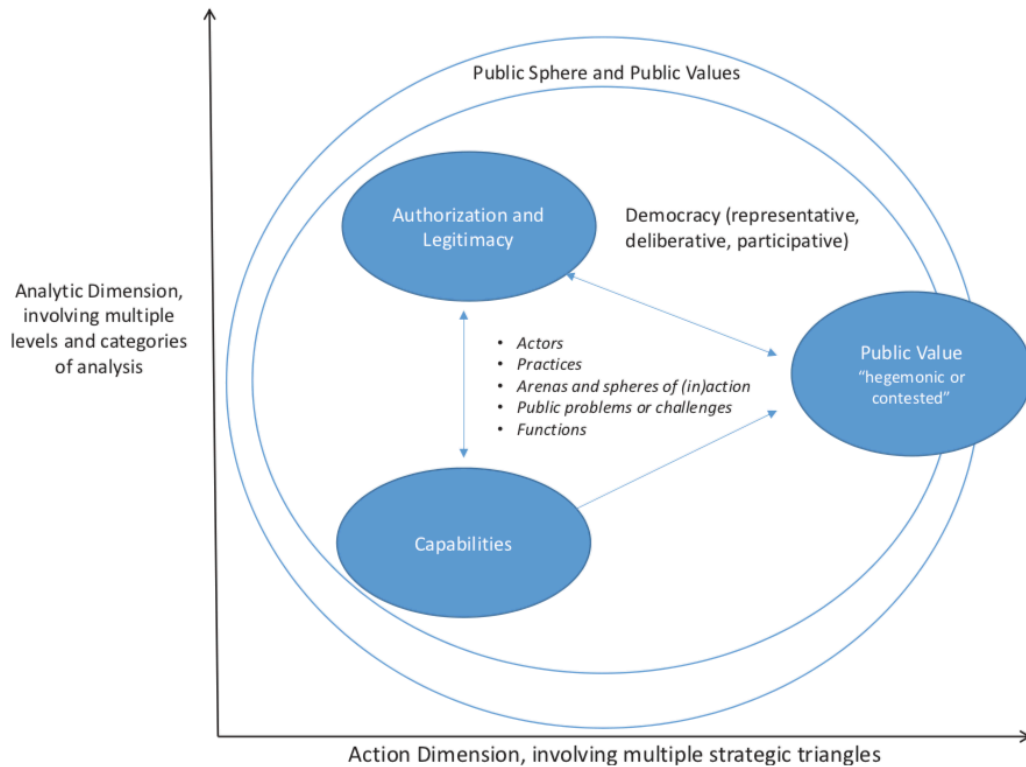 Public Sphere and Public Values
Authorization and
Legitimacy
Democracy (representative,
deliberative, participative)
Analytic Dimension,
involving multiple
levels and categories
of analysis
• Actors
• Practices
• Arenas and spheres of (in)action
• Public problems or challenges
• Functions
Public Value
“hegemonic or
contested”
Capabilities
Action Dimension, involving multiple strategic triangles